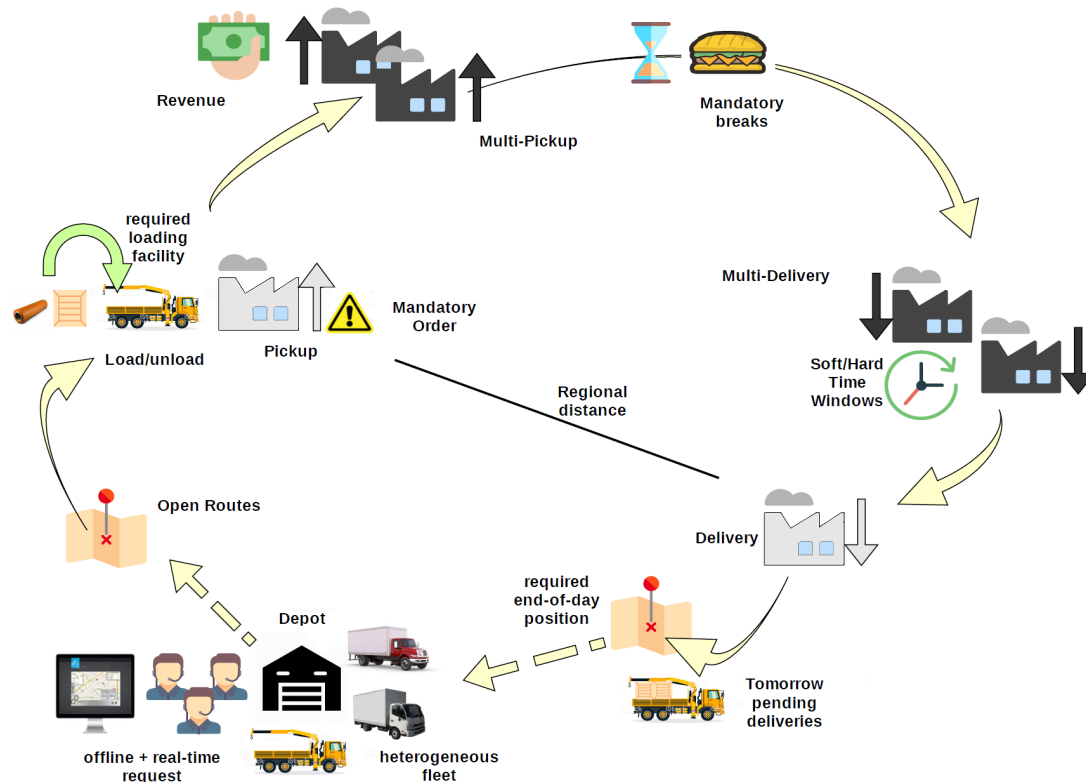 Revenue
Multi-Pickup
Mandatory
breaks
required
loading
facility
Load/unload
Pickup
Mandatory
Order
Multi-Delivery
Soft/Hard
Time
Windows
Regional
distance
Open Routes
Delivery
required
end-of-day
position
Depot
Tomorrow
pending
deliveries
offline + real-time
request
heterogeneous
fleet